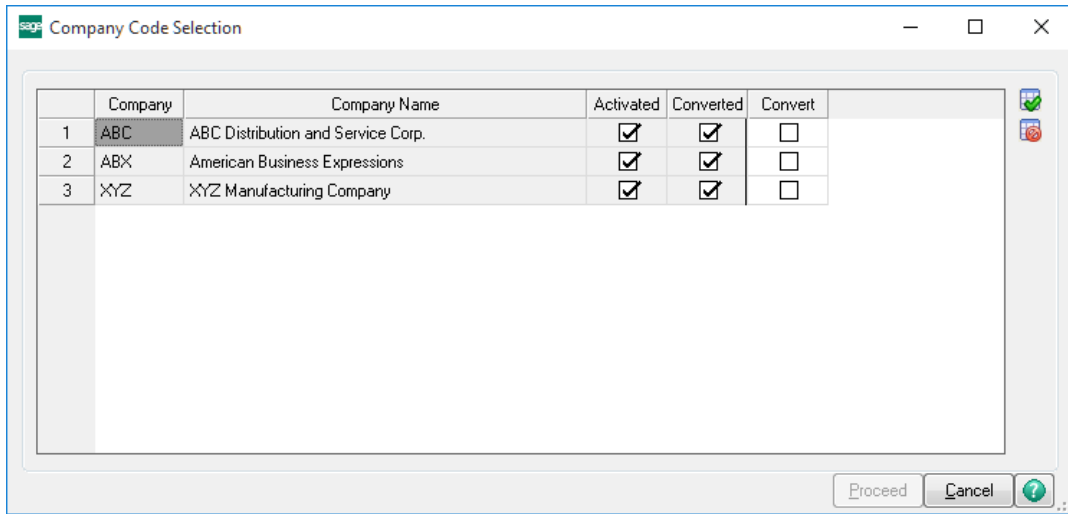 sage Company Code Selection
Company Company Name Activated Converted Convert
1 ABC ABC Distribution and Service Corp.
2 ABX American Business Expressions
3 XYZ XYZ Manufacturing Company
Proceed Cancel ?